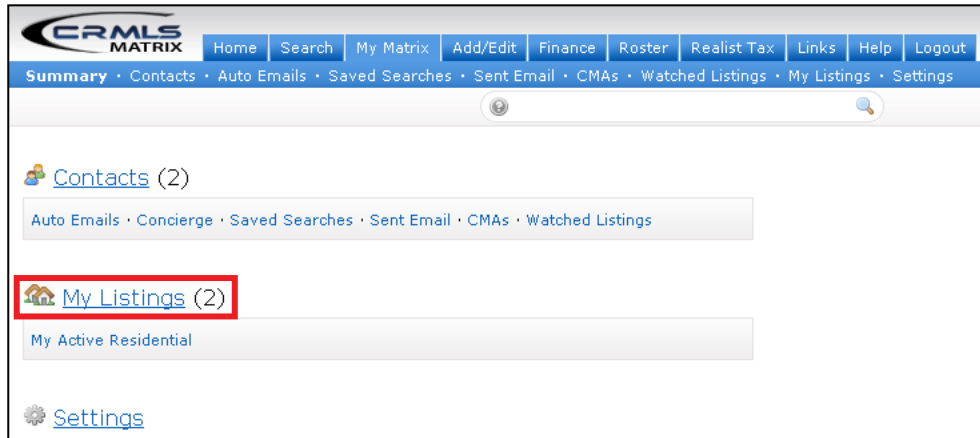 CRMLS
MATRIX
Home Search My Matrix Add/Edit Finance Roster Realist Tax Links Help Logout
Summary · Contacts · Auto Emails · Saved Searches · Sent Email · CMAs · Watched Listings · My Listings · Settings
?
Contacts (2)
Auto Emails · Concierge · Saved Searches · Sent Email · CMAs · Watched Listings
My Listings (2)
My Active Residential
Settings